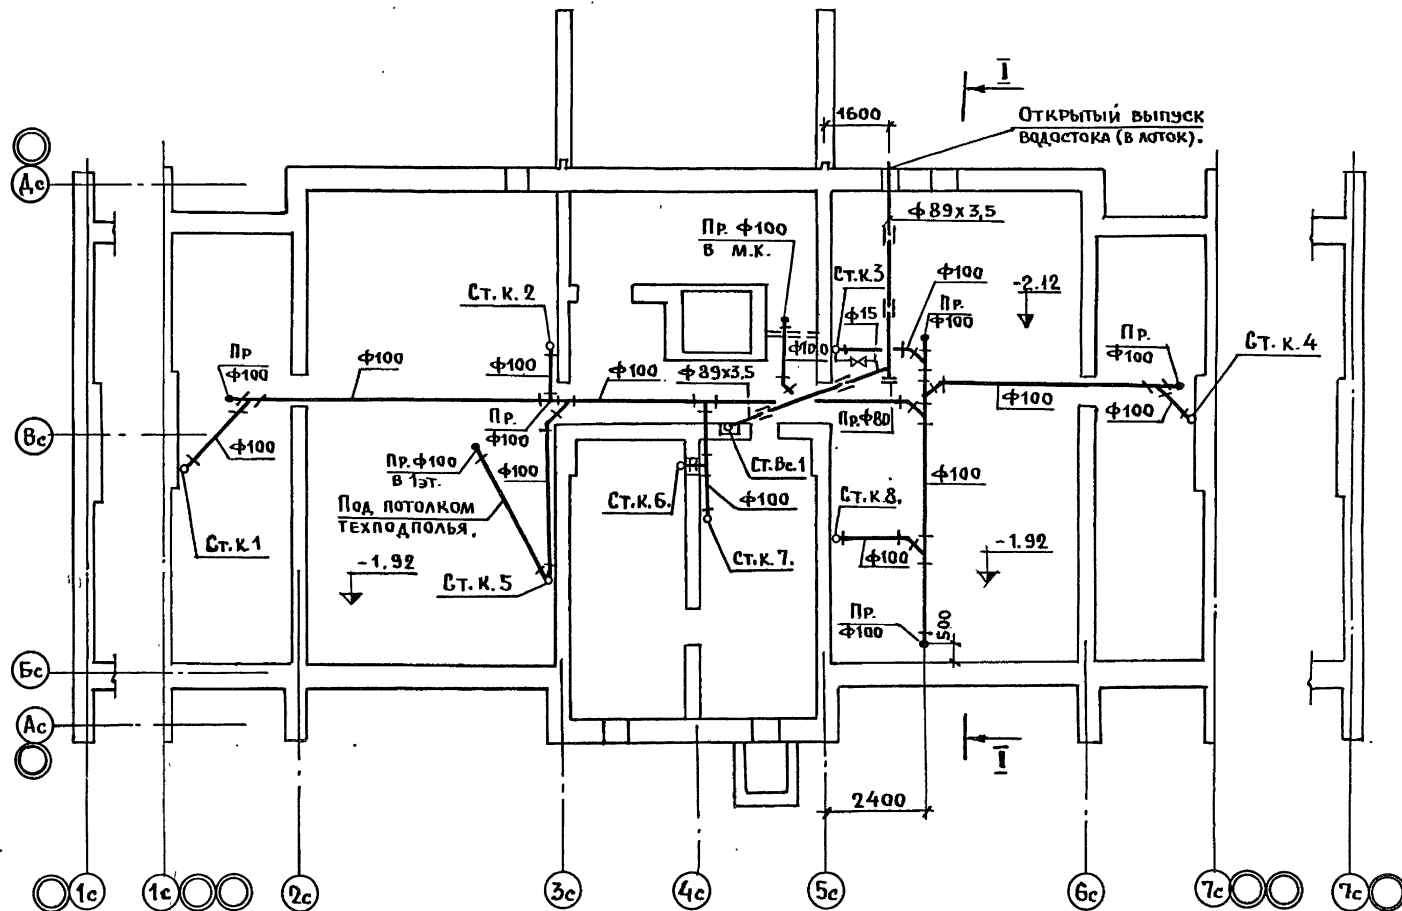 I
1600
Открытый выпуск
водостока (в лоток).
Дс
ф89х3,5
Пр. ф100
в м.к.
Ст.к.3
ф100
-2.12
Ст.к.2
ф15
Пр.
ф100
Пр.
ф100
Ст.к.4
Пр
ф100
ф100
ф100
ф100
ф89х3,5
ф100
Пр.
ф100
Пр.ф80
ф100
ф100
Вс
ф100
Пр.ф100
в 1эт.
ф100
Ст.Вс.1
ф100
Под потолком
техподполья.
Ст.к.6.
ф100
Ст.к.8.
Ст.к.1
-1.92
Ст.к.5
Ст.к.7.
ф100
-1.92
Пр.
ф100
500
Бс
Ас
I
2400
1с
1с
2с
3с
4с
5с
6с
7с
7с